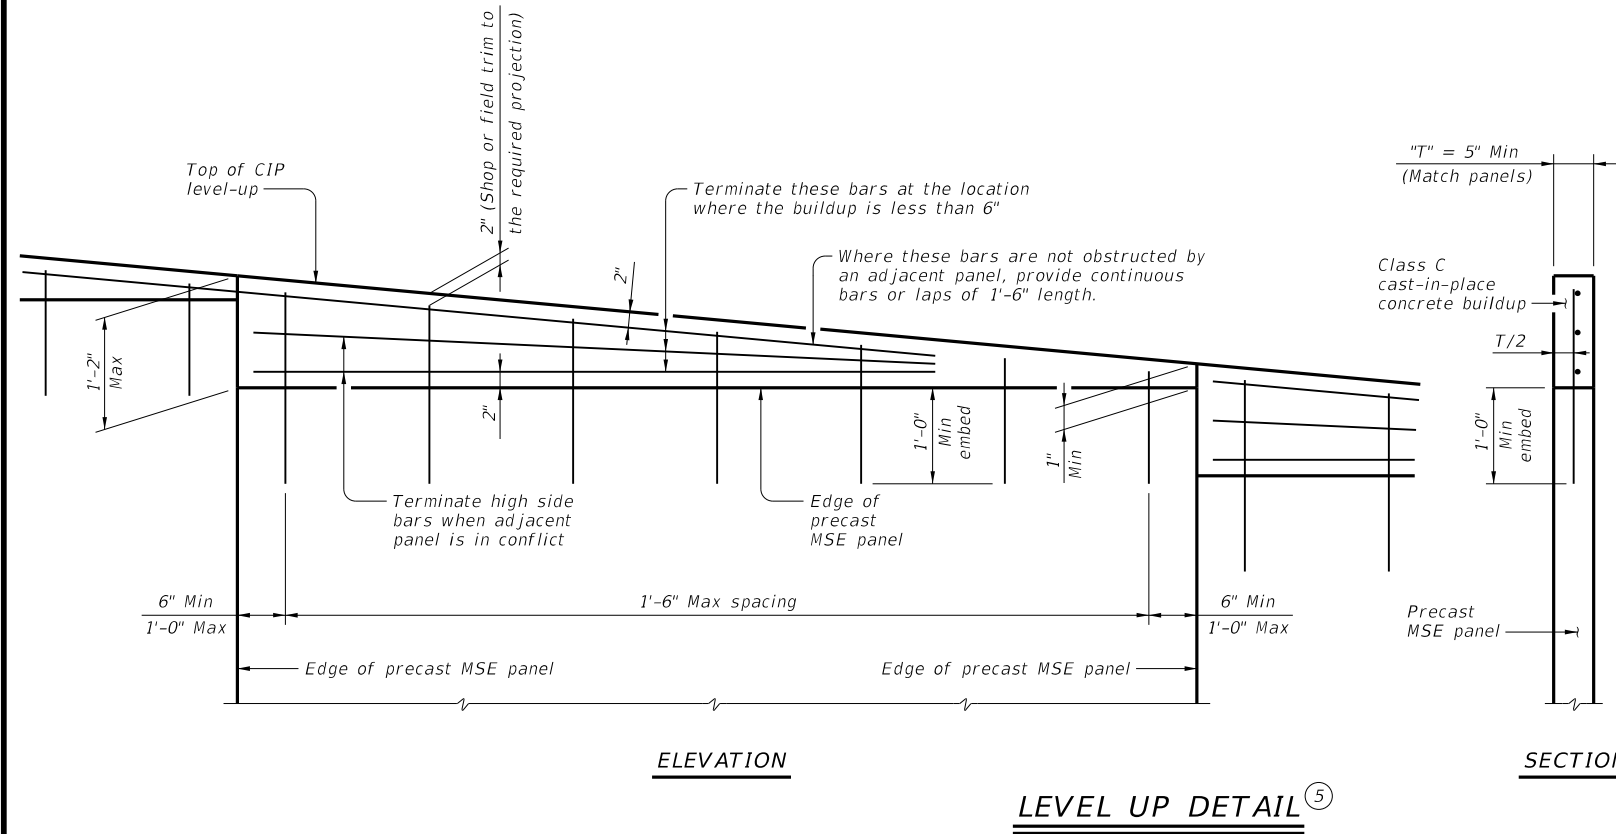 2" (Shop or field trim to
the required projection)
Top of CIP
level-up
Terminate these bars at the location
where the buildup is less than 6"
2"
Where these bars are not obstructed by
an adjacent panel, provide continuous
bars or laps of 1'-6" length.
1'-2"
Max
2"
1'-0"
Min
embed
1"
Min
Terminate high side
bars when adjacent
panel is in conflict
Edge of
precast
MSE panel
6" Min
1'-0" Max
1'-6" Max spacing
6" Min
1'-0" Max
Edge of precast MSE panel
Edge of precast MSE panel
ELEVATION
"T" = 5" Min
(Match panels)
Class C
cast-in-place
concrete buildup
T/2
1'-0"
Min
embed
Precast
MSE panel
SECTION
LEVEL UP DETAIL 5